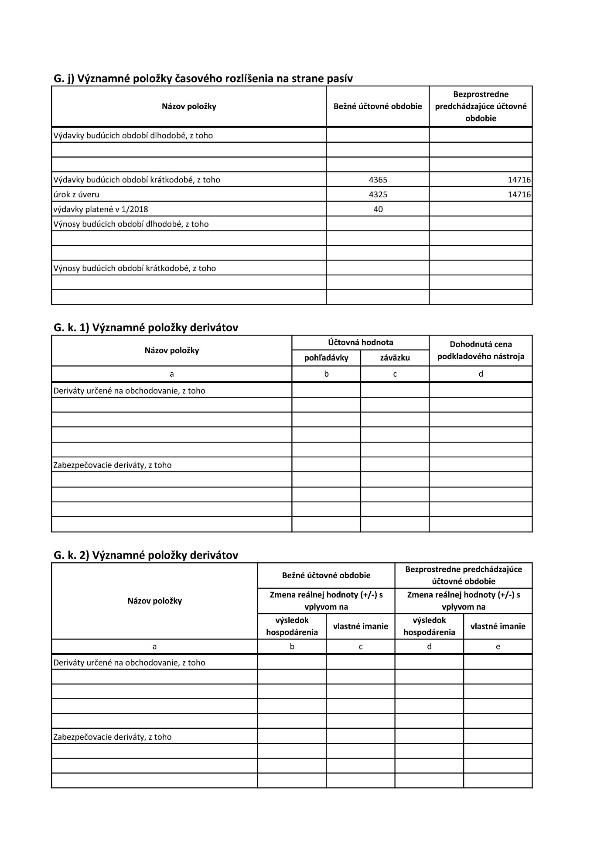 G. j) Významné položky časového rozlíšenia na strane pasív
Názov položky Bežné účtovné obdobie Bezprostredne predchádzajúce účtovné obdobie
Výdavky budúcich období dlhodobé, z toho
Výdavky budúcich období krátkodobé, z toho 4365 14716
úrok z úveru 4325 14716
výdavky platené v 1/2018 40
Výnosy budúcich období dlhodobé, z toho
Výnosy budúcich období krátkodobé, z toho
G. k. 1) Významné položky derivátov
Názov položky Účtovná hodnota Dohodnutá cena podkladového nástroja
pohľadávky záväzku
a b c d
Deriváty určené na obchodovanie, z toho
Zabezpečovacie deriváty, z toho
G. k. 2) Významné položky derivátov
Názov položky Bežné účtovné obdobie Bezprostredne predchádzajúce účtovné obdobie
Zmena reálnej hodnoty (+/-) s vplyvom na Zmena reálnej hodnoty (+/-) s vplyvom na
výsledok hospodárenia vlastné imanie výsledok hospodárenia vlastné imanie
a b c d e
Deriváty určené na obchodovanie, z toho
Zabezpečovacie deriváty, z toho